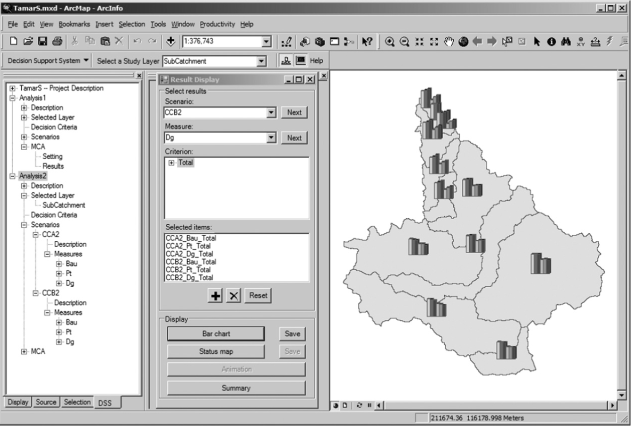 TamarS.mxd - ArcMap - ArcInfo
File Edit View Bookmarks Insert Selection Tools Window Productivity Help
1:376,743
Decision Support System Select a Study Layer SubCatchment Help
TamarS – Project Description
Analysis1
Description
Selected Layer
Decision Criteria
Scenarios
MCA
Setting
Results
Analysis2
Description
Selected Layer
SubCatchment
Decision Criteria
Scenarios
CCA2
Description
Measures
Bau
Pt
Dg
CCB2
Description
Measures
Bau
Pt
Dg
MCA
Display Source Selection DSS
Result Display
Select results
Scenario:
CCB2 Next
Measure:
Dg Next
Criterion:
Total
Selected items:
CCA2_Bau_Total
CCA2_Pt_Total
CCA2_Dg_Total
CCB2_Bau_Total
CCB2_Pt_Total
CCB2_Dg_Total
Reset
Display
Bar chart Save
Status map Save
Animation
Summary
211674.36 116178.998 Meters